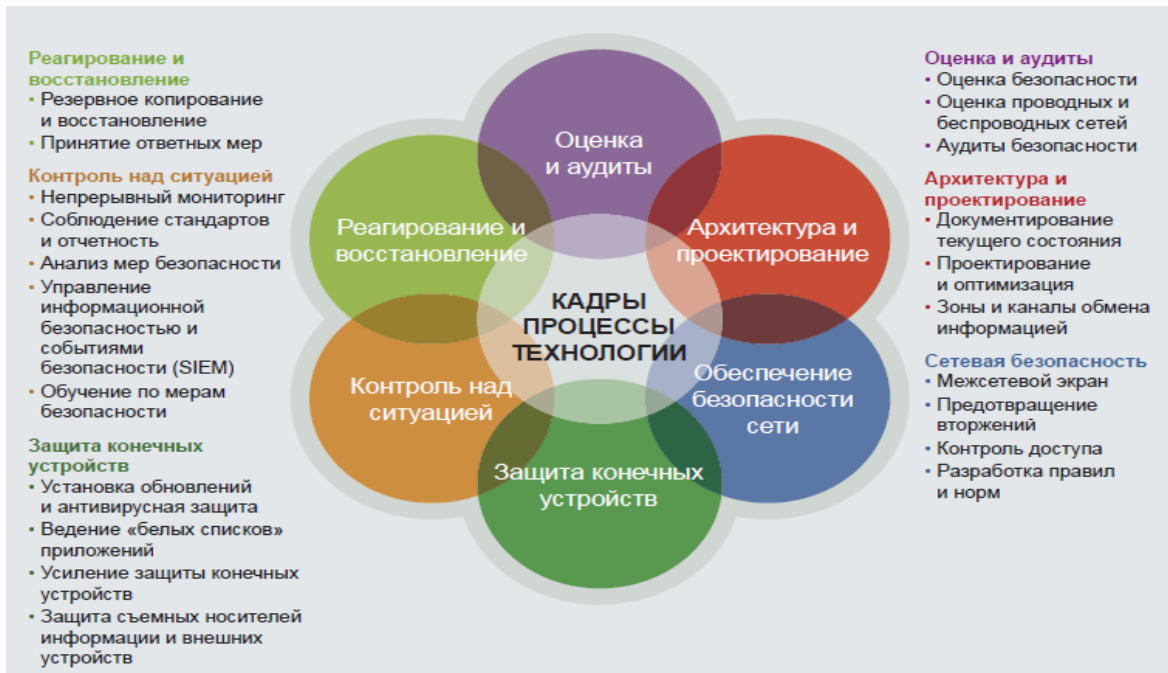 Реагирование и
восстановление
• Резервное копирование
и восстановление
• Принятие ответных мер
Контроль над ситуацией
• Непрерывный мониторинг
• Соблюдение стандартов
и отчетность
• Анализ мер безопасности
• Управление
информационной
безопасностью и
событиями
безопасности (SIEM)
• Обучение по мерам
безопасности
Защита конечных
устройств
• Установка обновлений
и антивирусная защита
• Ведение «белых списков»
приложений
• Усиление защиты конечных
устройств
• Защита съемных носителей
информации и внешних
устройств
Оценка
и аудиты
Реагирование и
восстановление
Архитектура и
проектирование
КАДРЫ
ПРОЦЕССЫ
ТЕХНОЛОГИИ
Контроль над
ситуацией
Обеспечение
безопасности
сети
Защита конечных
устройств
Оценка и аудиты
• Оценка безопасности
• Оценка проводных и
беспроводных сетей
• Аудиты безопасности
Архитектура и
проектирование
• Документирование
текущего состояния
• Проектирование
и оптимизация
• Зоны и каналы обмена
информацией
Сетевая безопасность
• Межсетевой экран
• Предотвращение
вторжений
• Контроль доступа
• Разработка правил
и норм